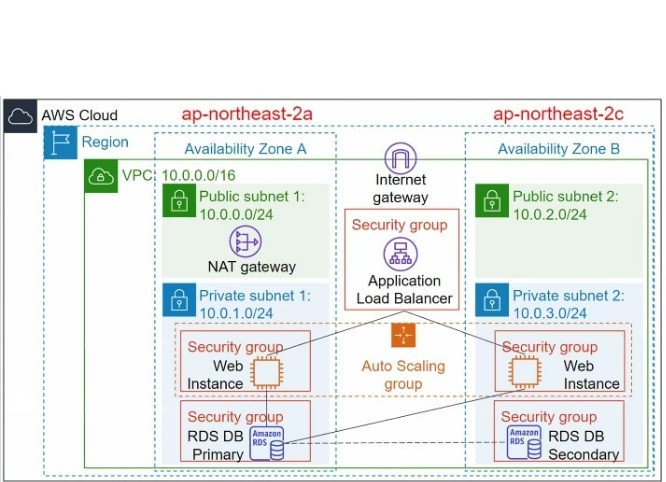 AWS Cloud
ap-northeast-2a
ap-northeast-2c
Region
Availability Zone A
Availability Zone B
VPC: 10.0.0.0/16
Internet
gateway
Public subnet 1:
10.0.0.0/24
NAT gateway
Public subnet 2:
10.0.2.0/24
Security group
Application
Load Balancer
Private subnet 1:
10.0.1.0/24
Private subnet 2:
10.0.3.0/24
Security group
Web
Instance
Auto Scaling
group
Security group
Web
Instance
Security group
RDS DB
Primary
Amazon
RDS
Security group
Amazon
RDS
RDS DB
Secondary